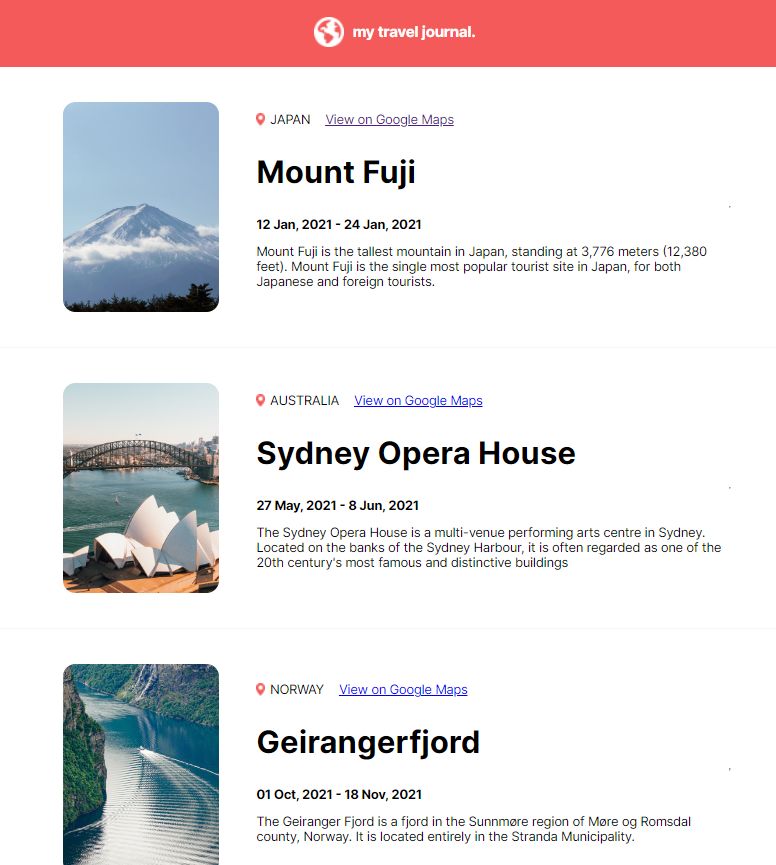 my travel journal.
JAPAN View on Google Maps
Mount Fuji
12 Jan, 2021 - 24 Jan, 2021
Mount Fuji is the tallest mountain in Japan, standing at 3,776 meters (12,380
feet). Mount Fuji is the single most popular tourist site in Japan, for both
Japanese and foreign tourists.
AUSTRALIA View on Google Maps
Sydney Opera House
27 May, 2021 - 8 Jun, 2021
The Sydney Opera House is a multi-venue performing arts centre in Sydney.
Located on the banks of the Sydney Harbour, it is often regarded as one of the
20th century's most famous and distinctive buildings
NORWAY View on Google Maps
Geirangerfjord
01 Oct, 2021 - 18 Nov, 2021
The Geiranger Fjord is a fjord in the Sunnmøre region of Møre og Romsdal
county, Norway. It is located entirely in the Stranda Municipality.